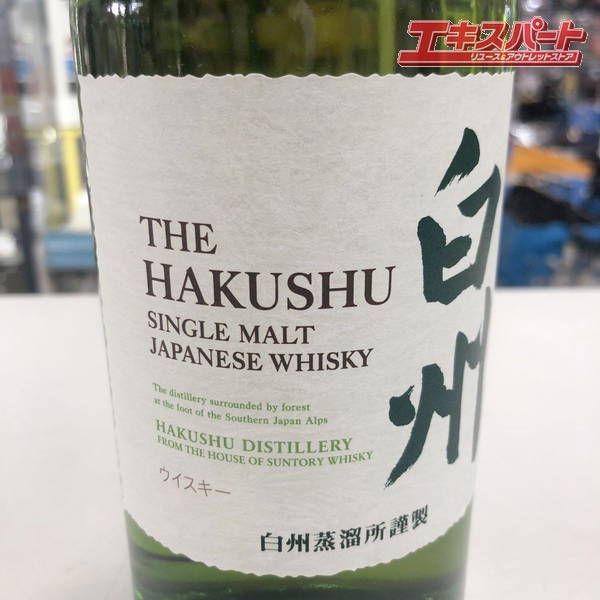 エキスパート
リユース&アウトレットストア
THE
HAKUSHU
SINGLE MALT
JAPANESE WHISKY
白州
The distillery surrounded by forest
at the foot of the Southern Japan Alps
HAKUSHU DISTILLERY
FROM THE HOUSE OF SUNTORY WHISKY
ウイスキー
白州蒸溜所謹製